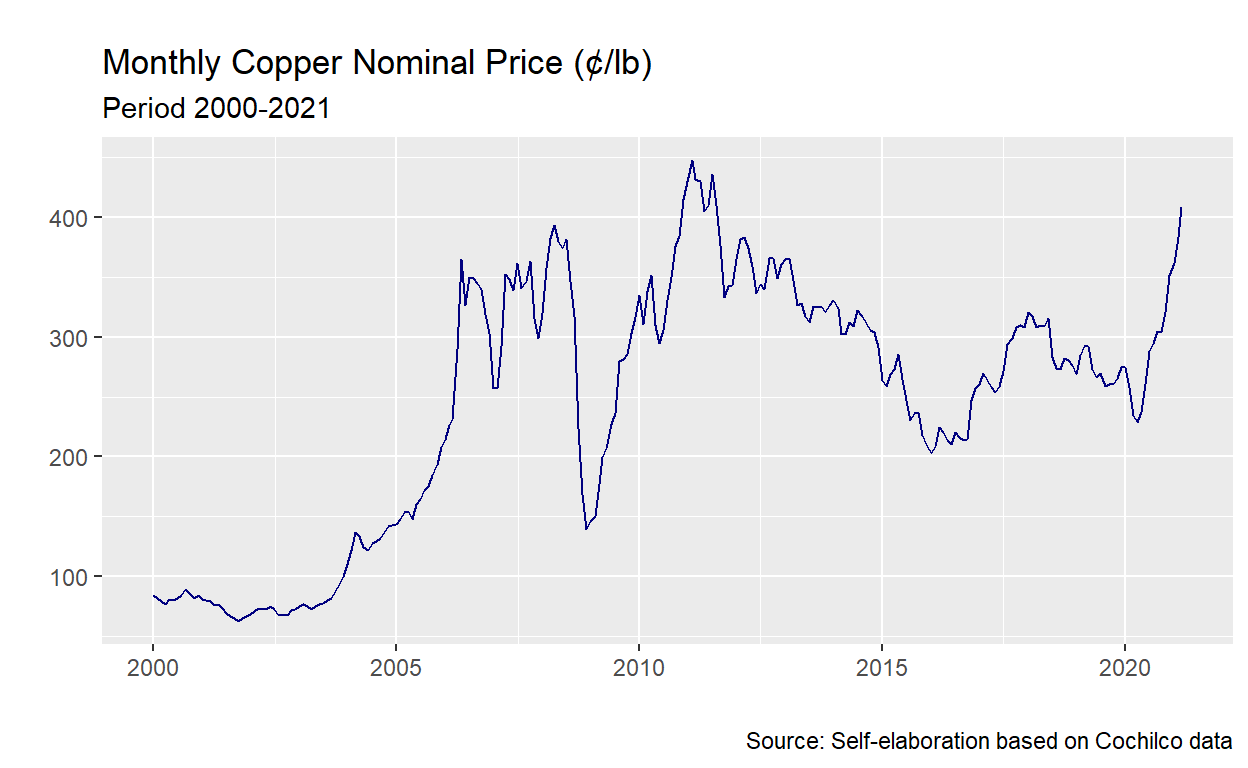 Monthly Copper Nominal Price (¢/lb)
Period 2000-2021
400
300
200
100
2000 2005 2010 2015 2020
Source: Self-elaboration based on Cochilco data